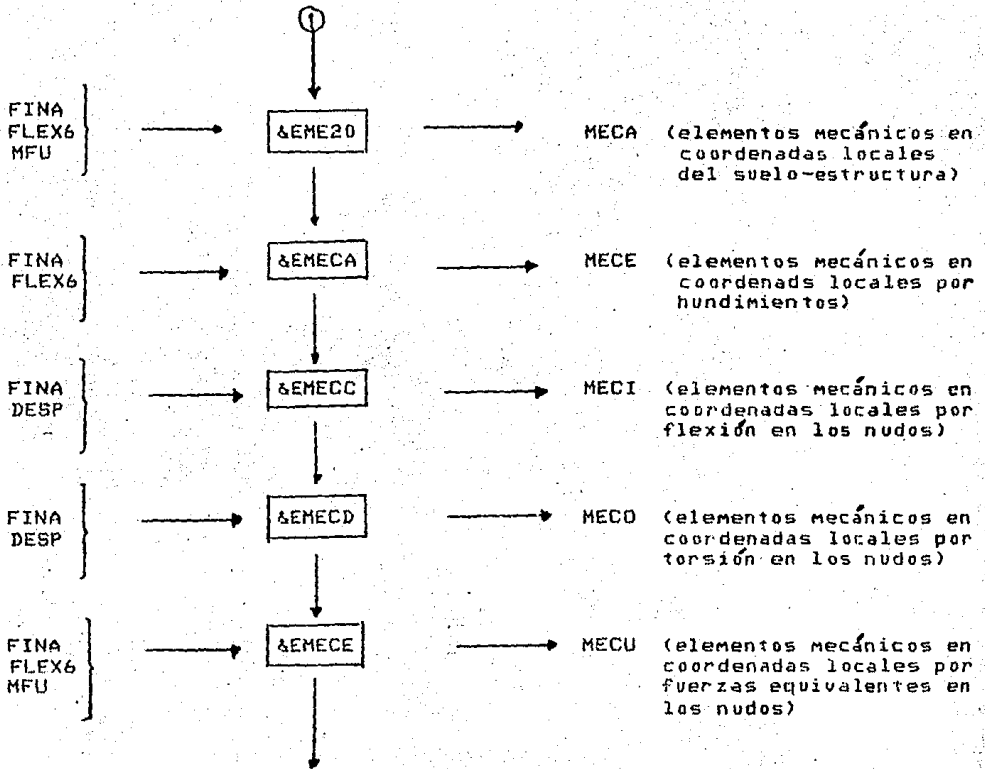 FINA
FLEX6
MFU
&EME20
MECA (elementos mecánicos en
coordenadas locales
del suelo-estructura)
FINA
FLEX6
&EMECA
MECE (elementos mecánicos en
coordenads locales por
hundimientos)
FINA
DESP
&EMECC
MECI (elementos mecánicos en
coordenadas locales por
flexión en los nudos)
FINA
DESP
&EMECD
MECO (elementos mecánicos en
coordenadas locales por
torsión en los nudos)
FINA
FLEX6
MFU
&EMECE
MECU (elementos mecánicos en
coordenadas locales por
fuerzas equivalentes en
los nudos)